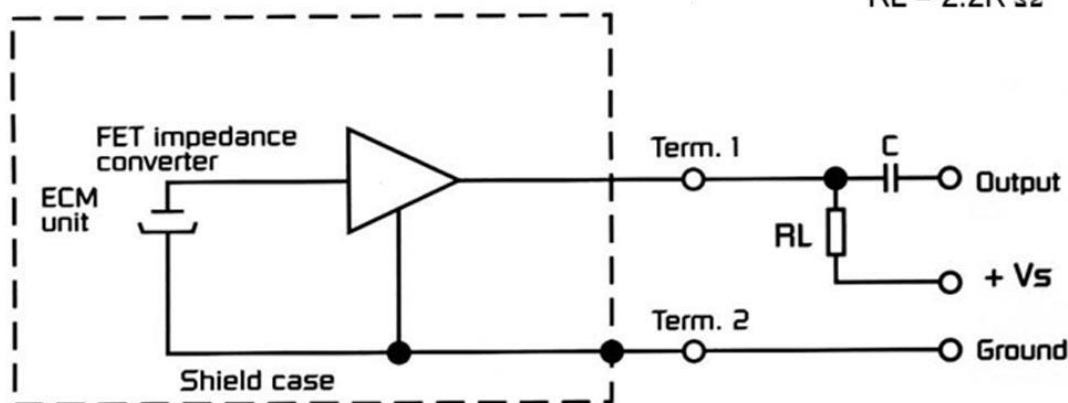 FET impedance
converter
ECM
unit
Shield case
Term. 1
C
Output
RL
+ Vs
Term. 2
Ground